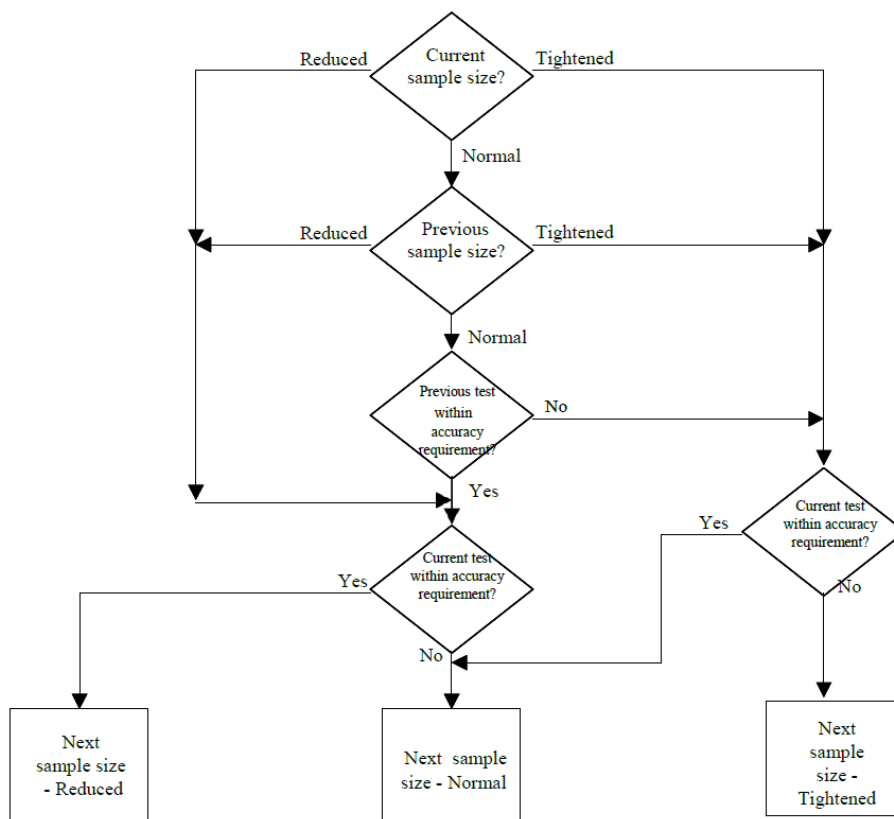 Reduced
Current
sample size?
Tightened
Normal
Reduced
Previous
sample size?
Tightened
Normal
Previous test
within
accuracy
requirement?
No
Yes
Current test
within accuracy
requirement?
Yes
Current test
within accuracy
requirement?
Yes
No
No
Next
sample size
- Reduced
Next sample
size - Normal
Next
sample
size -
Tightened